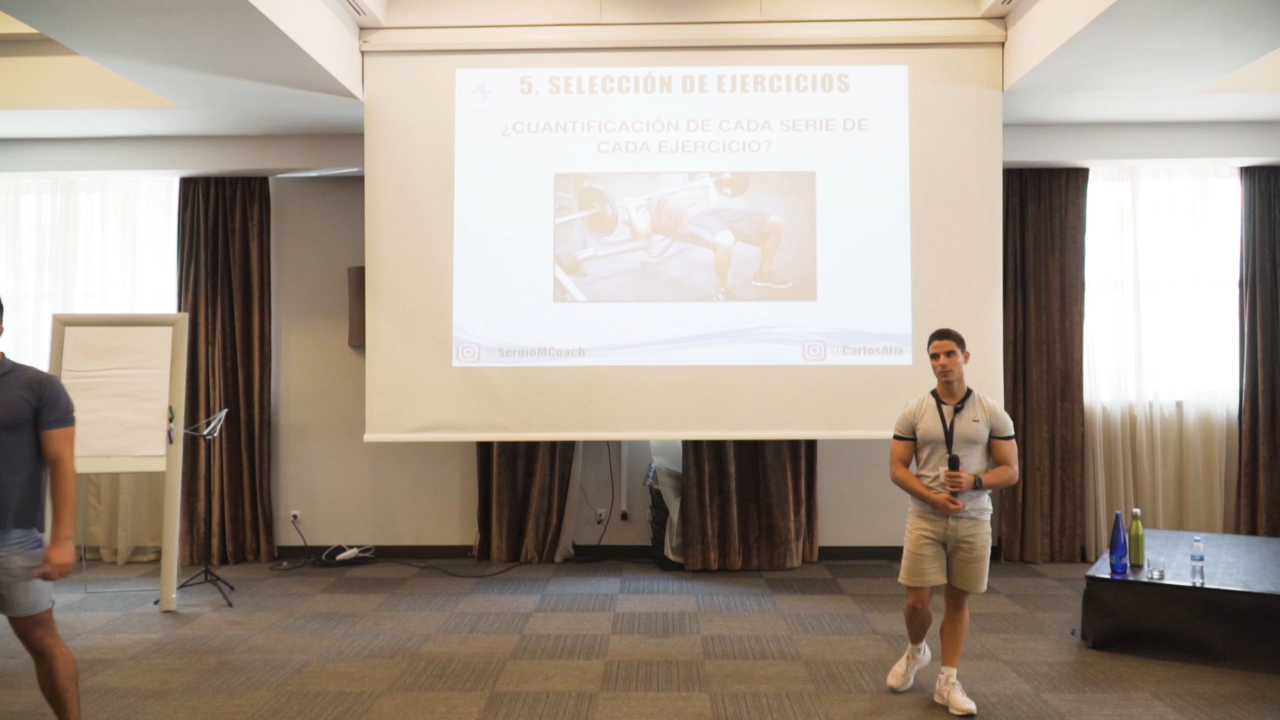 5. SELECCIÓN DE EJERCICIOS
¿CUANTIFICACIÓN DE CADA SERIE DE
CADA EJERCICIO?
@SergioMCoach
@CarlosAlix